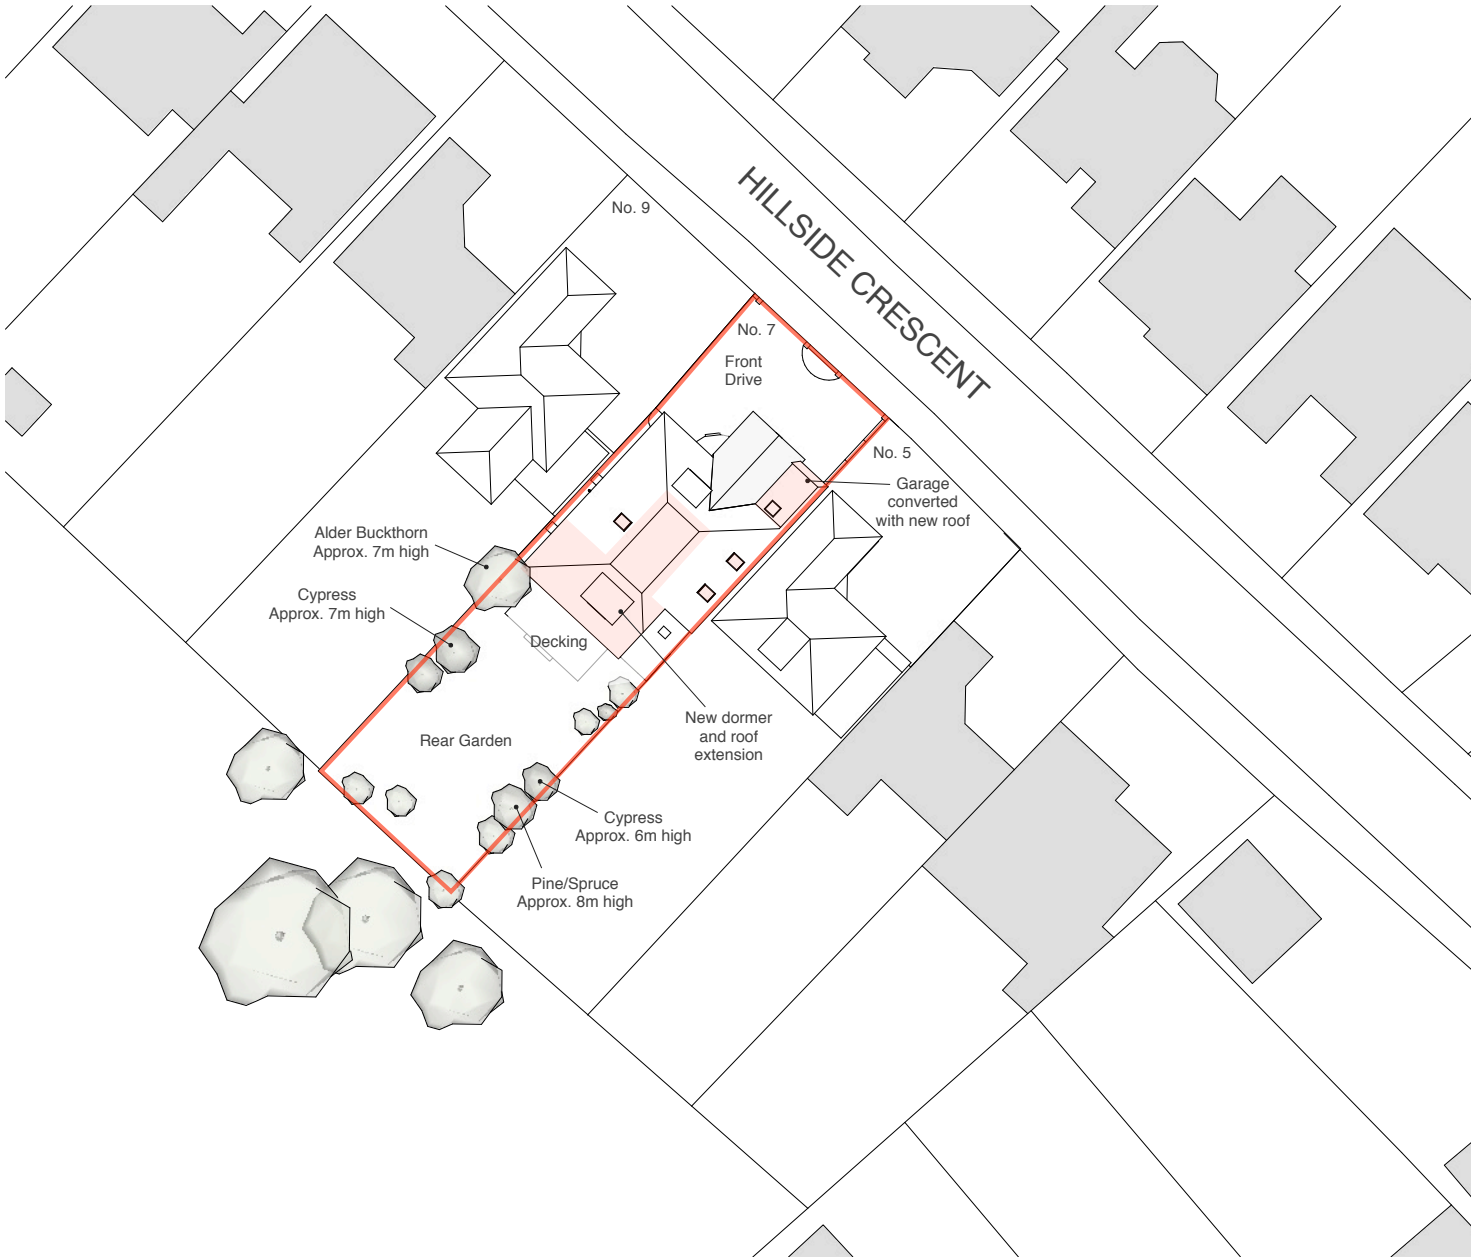 HILLSIDE CRESCENT
No. 9
No. 7
Front
Drive
No. 5
Garage
converted
with new roof
Alder Buckthorn
Approx. 7m high
Cypress
Approx. 7m high
Decking
New dormer
and roof
extension
Rear Garden
Cypress
Approx. 6m high
Pine/Spruce
Approx. 8m high